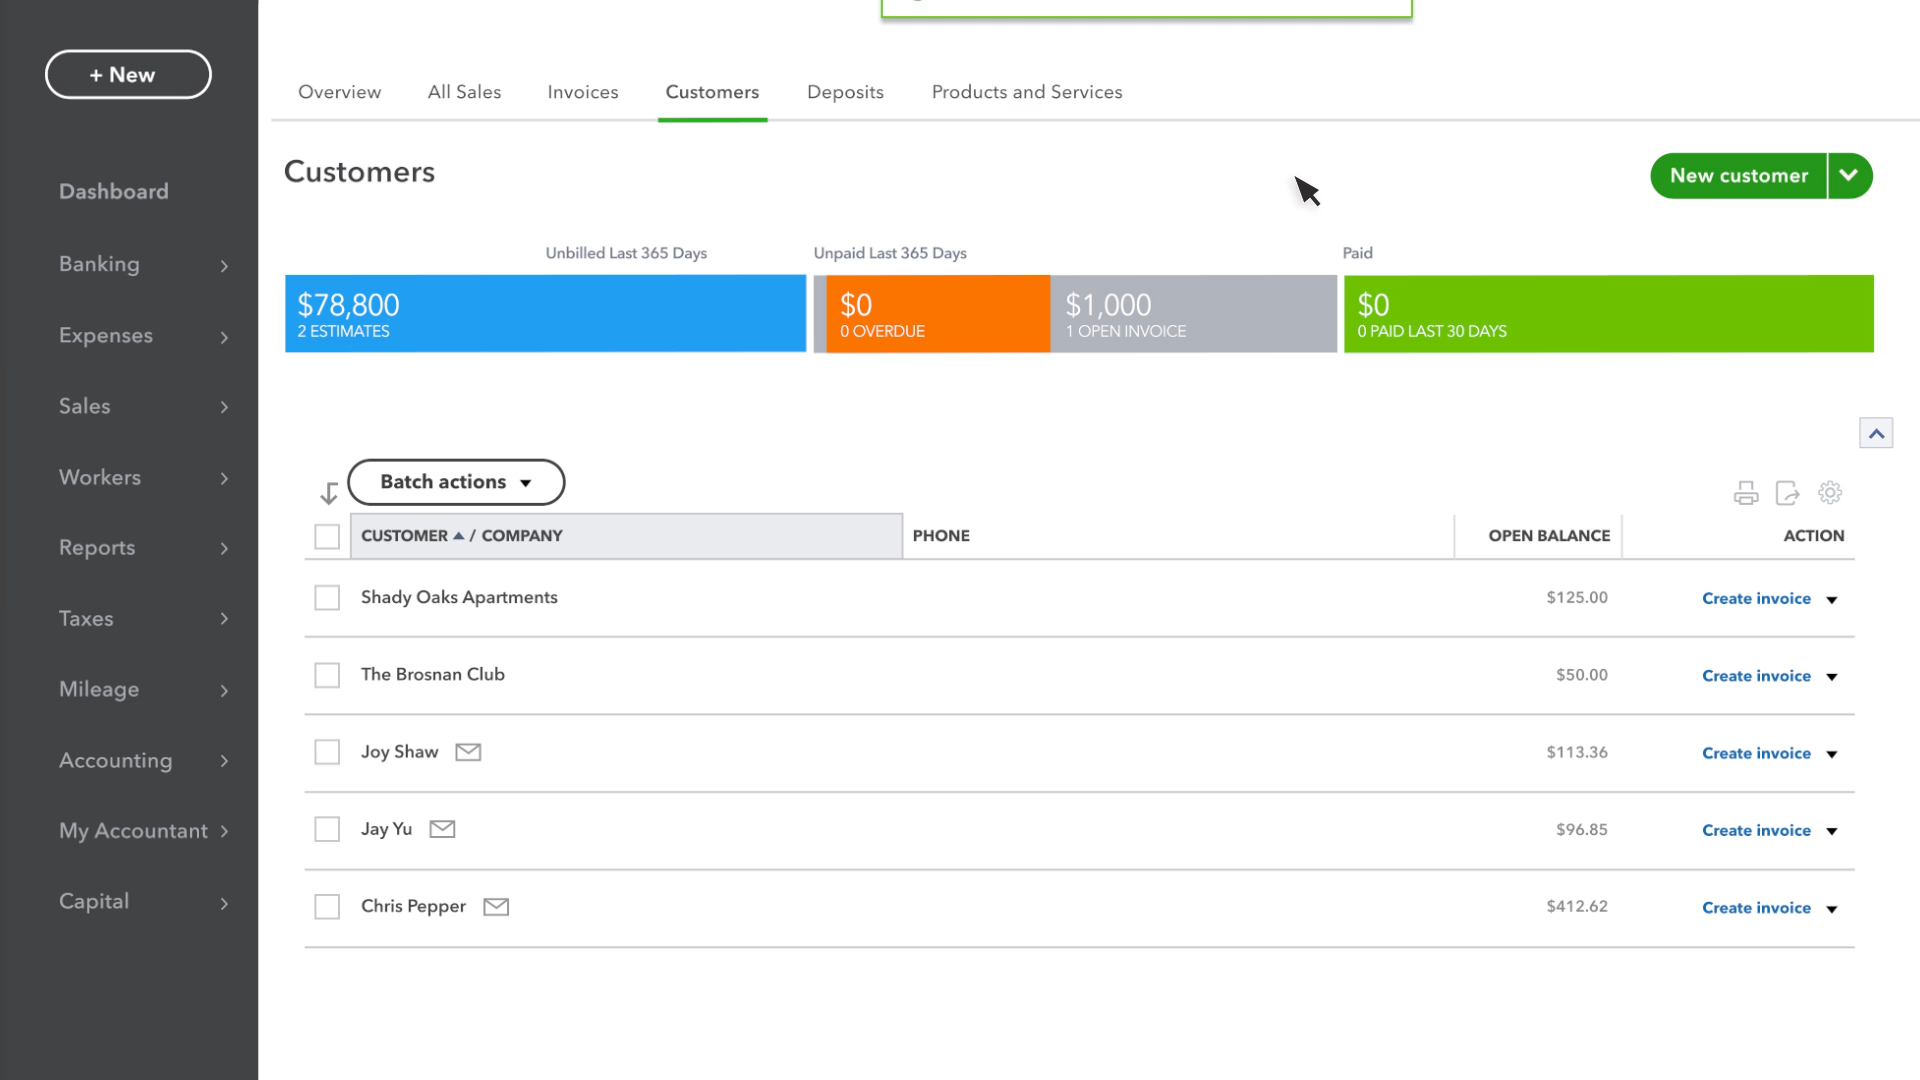 + New
Dashboard
Banking
Expenses
Sales
Workers
Reports
Taxes
Mileage
Accounting
My Accountant
Capital
Overview All Sales Invoices Customers Deposits Products and Services
Customers
New customer
Unbilled Last 365 Days Unpaid Last 365 Days Paid
$78,800 $0 $1,000 $0
2 ESTIMATES 0 OVERDUE 1 OPEN INVOICE 0 PAID LAST 30 DAYS
Batch actions
CUSTOMER / COMPANY PHONE OPEN BALANCE ACTION
Shady Oaks Apartments $125.00 Create invoice
The Brosnan Club $50.00 Create invoice
Joy Shaw $113.36 Create invoice
Jay Yu $96.85 Create invoice
Chris Pepper $412.62 Create invoice